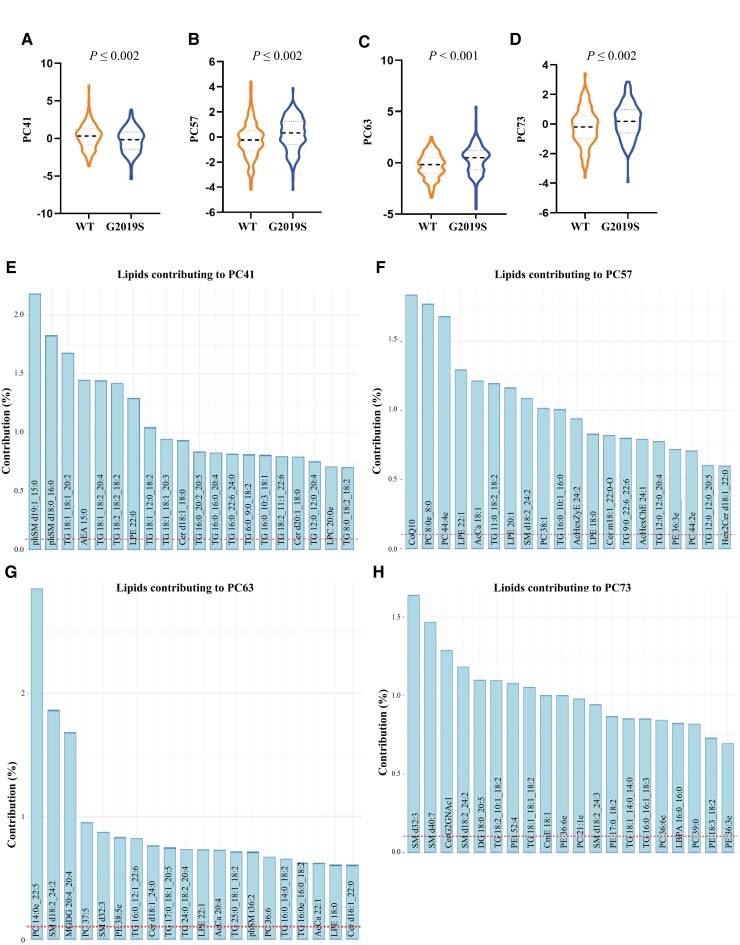 A
B
C
D
P ≤ 0.002
P ≤ 0.002
P < 0.001
P ≤ 0.002
PC41
10
5
0
-5
-10
WT G2019S
PC57
6
4
2
0
-2
-4
-6
WT G2019S
PC63
10
5
0
-5
WT G2019S
PC73
4
2
0
-2
-4
-6
WT G2019S
E
Lipids contributing to PC41
Contribution (%)
2.0
1.5
1.0
0.5
0.0
phSM d19:1_15:0
phSM d18:0_16:0
TG 18:1_18:1_20:2
AEA 15:0
TG 18:1_18:2_20:4
TG 18:2_18:2_18:2
LPE 22:0
TG 18:1_12:0_18:2
TG 18:1_18:1_20:3
Cer d18:1_18:0
TG 16:0_20:2_20:5
TG 16:0_16:0_20:4
TG 16:0_22:6_24:0
TG 6:0_9:0_18:2
TG 16:0_10:3_18:1
TG 18:2_11:1_22:6
Cer d20:1_18:0
TG 12:0_12:0_20:4
LPC 20:0e
TG 8:0_18:2_18:2
F
Lipids contributing to PC57
Contribution (%)
1.5
1.0
0.5
0.0
CoQ10
PC 8:0e_8:0
PC 44:4e
LPE 22:1
AcCa 18:1
TG 11:0_18:2_18:2
LPE 20:1
SM d18:2_24:2
PC 38:1
TG 16:0_10:1_16:0
AcHexZyE 24:2
LPE 18:0
Cer m18:1_22:0-O
TG 9:0_22:6_22:6
AcHexChE 24:1
TG 12:0_12:0_20:4
PE 36:3e
PC 44:2e
TG 12:0_12:0_20:5
Hex2Cer d18:1_22:0
G
Lipids contributing to PC63
Contribution (%)
2
1
0
PC 14:0e_22:5
SM d18:2_24:2
MGDG 20:4_20:4
PC 37:5
SM d32:3
PE 38:5e
TG 16:0_12:1_22:6
Cer d18:1_24:0
TG 17:0_18:1_20:5
TG 24:0_18:2_20:4
LPE 22:1
AcCa 20:4
TG 25:0_18:1_18:2
phSM t36:2
PC 36:6
TG 16:0_14:0_18:2
TG 16:0e_16:0_18:2
AcCa 22:1
LPE 18:0
Cer d16:1_22:0
H
Lipids contributing to PC73
Contribution (%)
1.5
1.0
0.5
0.0
SM d32:3
SM d40:7
CerG2GNAc1
SM d18:2_24:2
DG 18:0_20:5
TG 18:2_10:1_18:2
PE 52:4
TG 18:1_18:1_18:2
CmE 18:1
PE 36:6e
PC 21:1e
SM d18:2_24:3
PE 17:0_18:2
TG 18:1_14:0_14:0
TG 16:0_16:1_18:3
PC 36:6e
LBPA 16:0_16:0
PC 39:0
PE 18:3_18:2
PE 36:3e